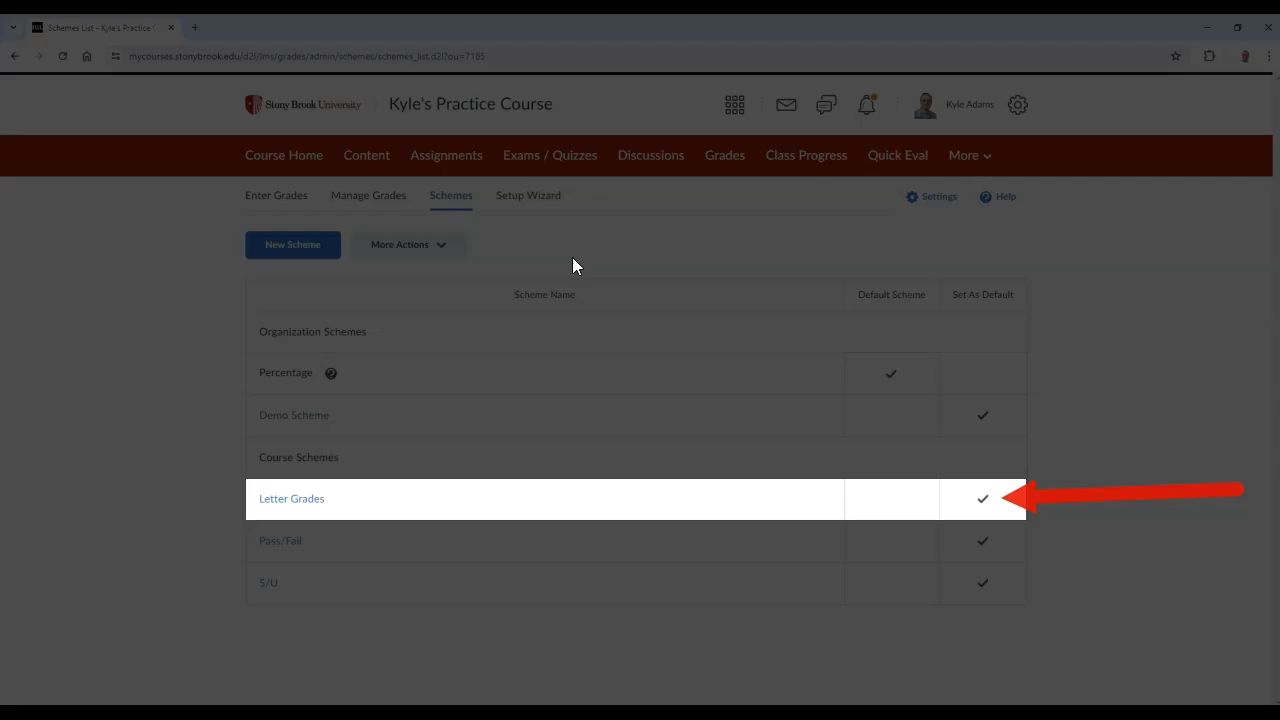 Schemes List - Kyle's Practice C
mycourses.stonybrook.edu/d2l/lms/grades/admin/schemes/schemes_list.d2l?ou=7185
Stony Brook University
Kyle's Practice Course
Kyle Adams
Course Home Content Assignments Exams / Quizzes Discussions Grades Class Progress Quick Eval More
Enter Grades Manage Grades Schemes Setup Wizard Settings Help
New Scheme More Actions
Scheme Name Default Scheme Set As Default
Organization Schemes
Percentage
Demo Scheme
Course Schemes
Letter Grades
Pass/Fail
S/U